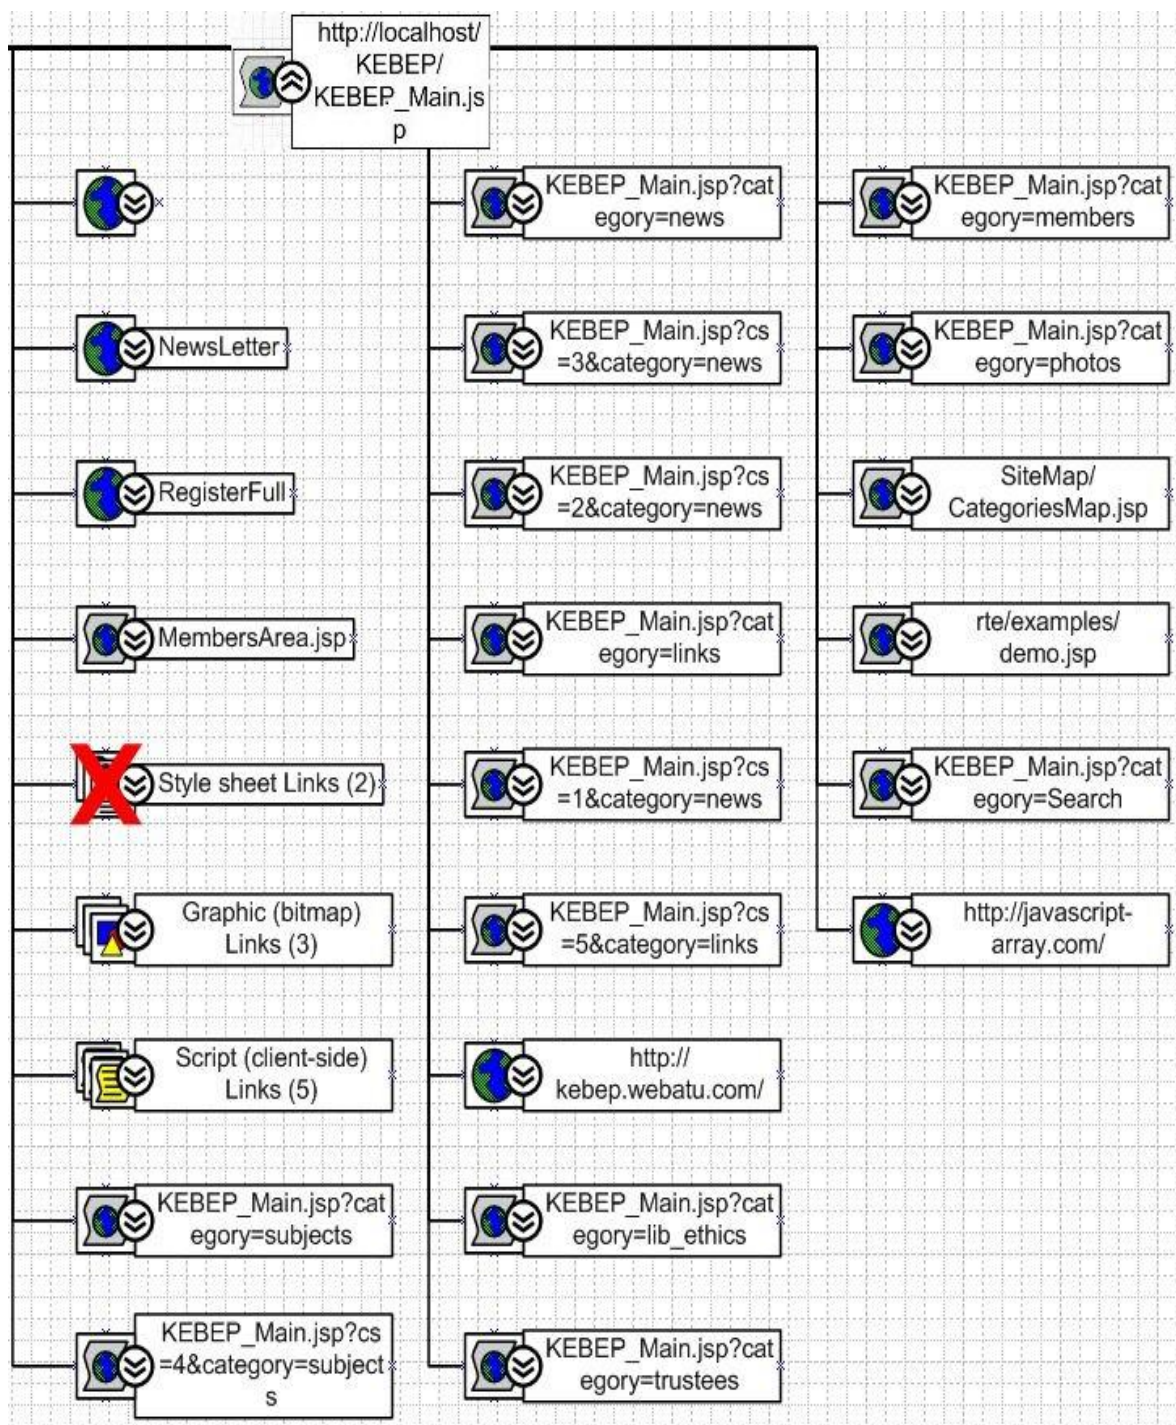 http://localhost/
KEBEP/
KEBEP_Main.js
p
NewsLetter
RegisterFull
MembersArea.jsp
Style sheet Links (2)
Graphic (bitmap)
Links (3)
Script (client-side)
Links (5)
KEBEP_Main.jsp?cat
egory=subjects
KEBEP_Main.jsp?cs
=4&category=subject
s
KEBEP_Main.jsp?cat
egory=news
KEBEP_Main.jsp?cs
=3&category=news
KEBEP_Main.jsp?cs
=2&category=news
KEBEP_Main.jsp?cat
egory=links
KEBEP_Main.jsp?cs
=1&category=news
KEBEP_Main.jsp?cs
=5&category=links
http://
kebep.webatu.com/
KEBEP_Main.jsp?cat
egory=lib_ethics
KEBEP_Main.jsp?cat
egory=trustees
KEBEP_Main.jsp?cat
egory=members
KEBEP_Main.jsp?cat
egory=photos
SiteMap/
CategoriesMap.jsp
rte/examples/
demo.jsp
KEBEP_Main.jsp?cat
egory=Search
http://javascript-
array.com/